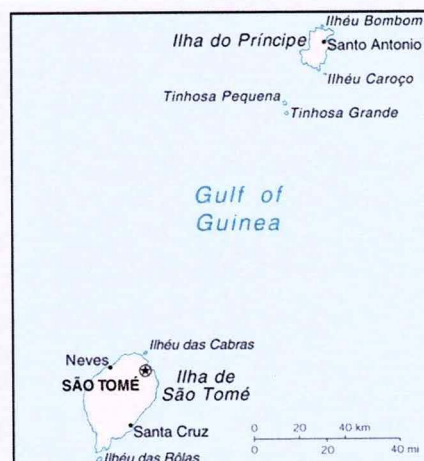 Ilhéu Bombom
Ilha do Príncipe
Santo Antonio
Ilhéu Caroço
Tinhosa Pequena
Tinhosa Grande
Gulf of
Guinea
Ilhéu das Cabras
Neves
SÃO TOMÉ
Ilha de
São Tomé
Santa Cruz
Ilhéu das Rôlas
0 20 40 km
0 20 40 mi